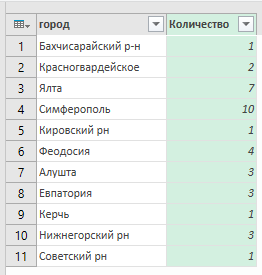 город Количество
1 Бахчисарайский р-н 1
2 Красногвардейское 2
3 Ялта 7
4 Симферополь 10
5 Кировский рн 1
6 Феодосия 4
7 Алушта 3
8 Евпатория 3
9 Керчь 1
10 Нижнегорский рн 3
11 Советский рн 1